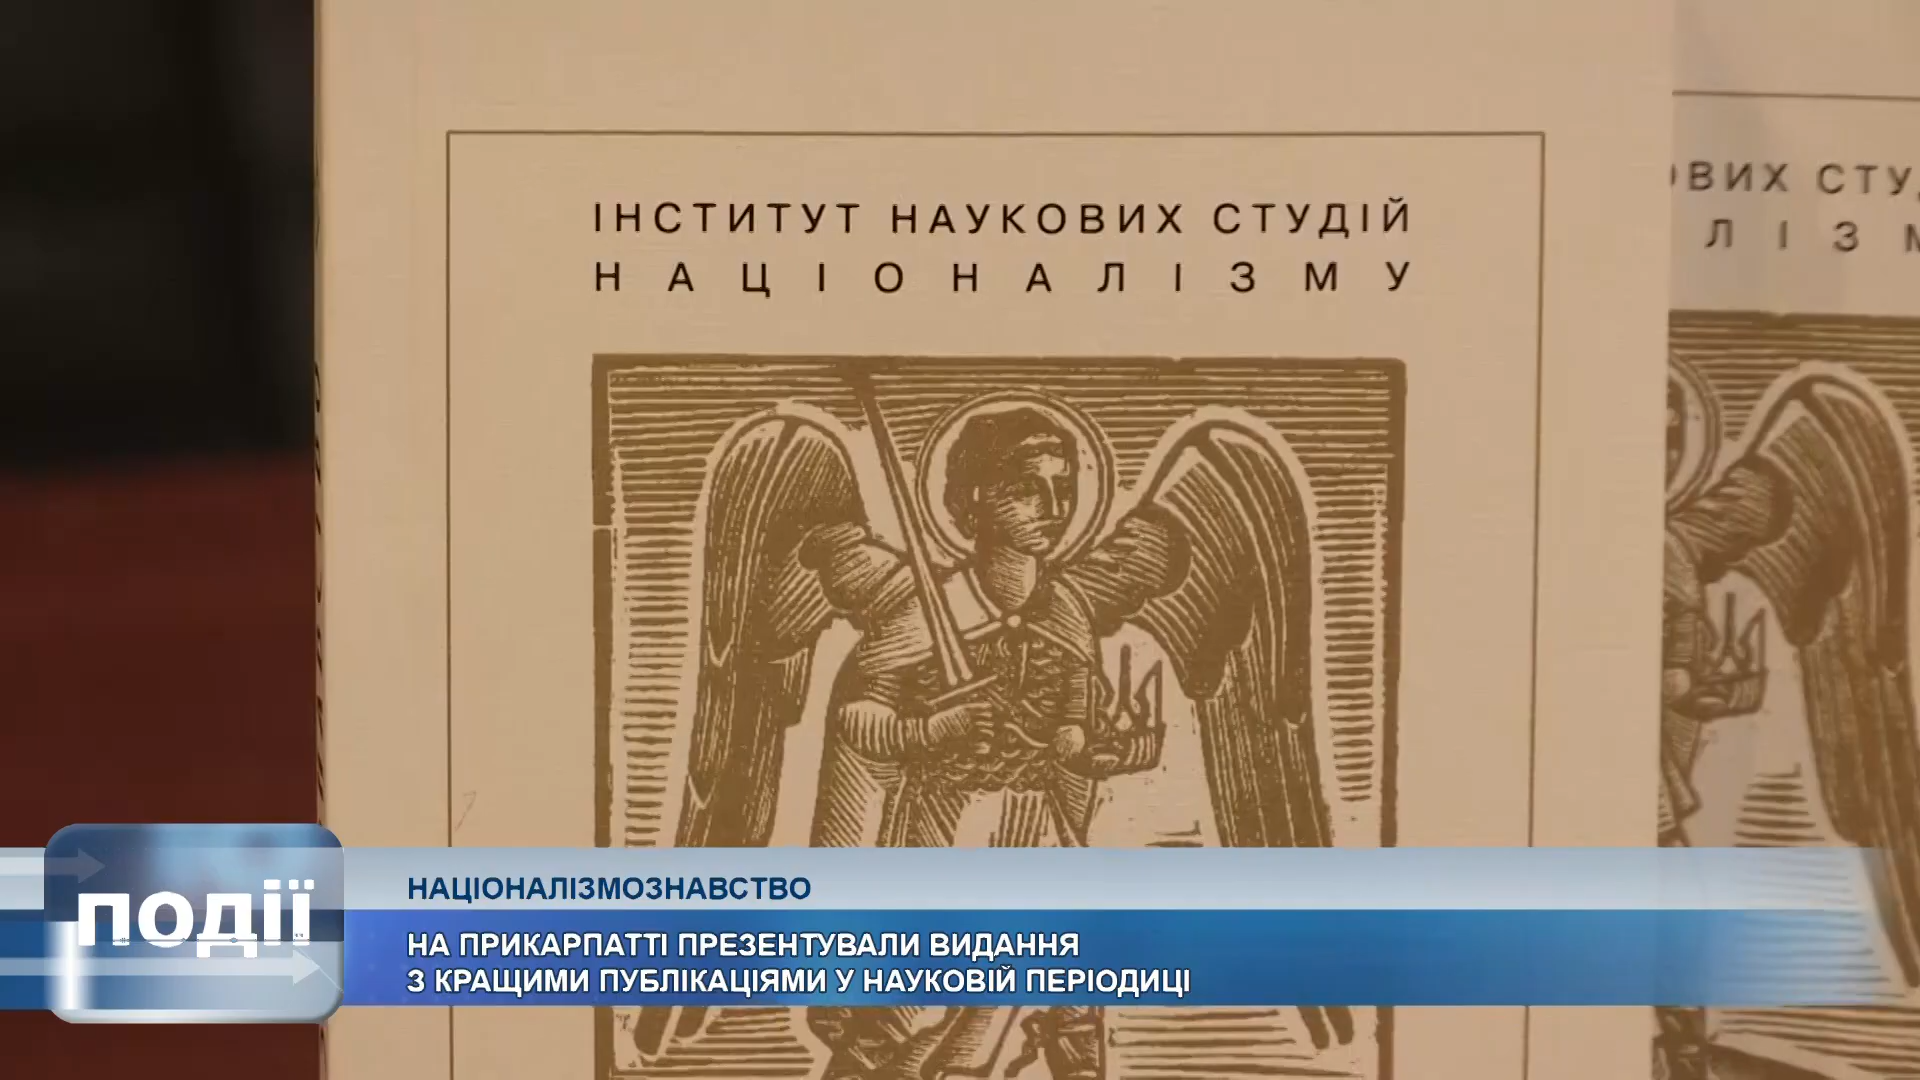 ІНСТИТУТ НАУКОВИХ СТУДІЙ
НАЦІОНАЛІЗМУ
події
НАЦІОНАЛІЗМОЗНАВСТВО
НА ПРИКАРПАТТІ ПРЕЗЕНТУВАЛИ ВИДАННЯ
З КРАЩИМИ ПУБЛІКАЦІЯМИ У НАУКОВІЙ ПЕРІОДИЦІ